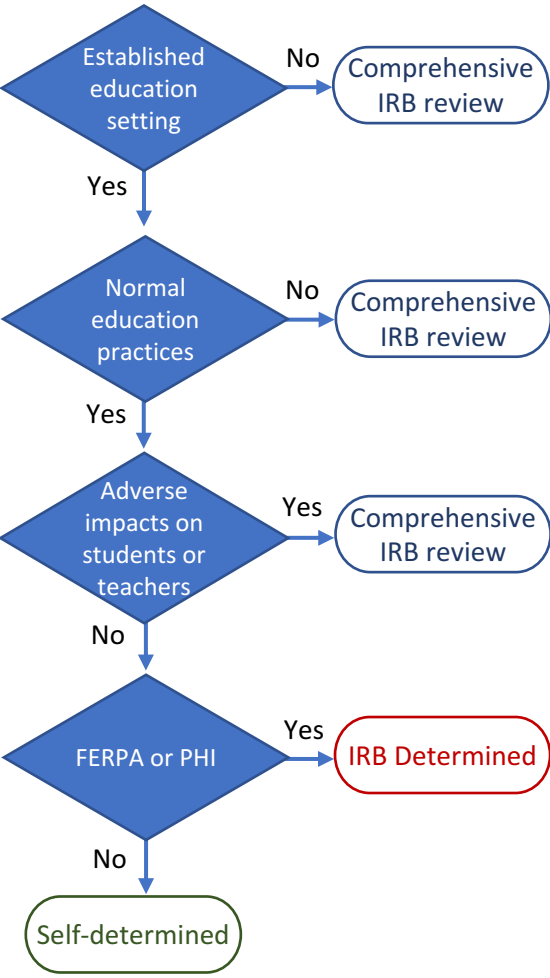 Established
education
setting
No
Comprehensive
IRB review
Yes
Normal
education
practices
No
Comprehensive
IRB review
Yes
Adverse
impacts on
students or
teachers
Yes
Comprehensive
IRB review
No
FERPA or PHI
Yes
IRB Determined
No
Self-determined